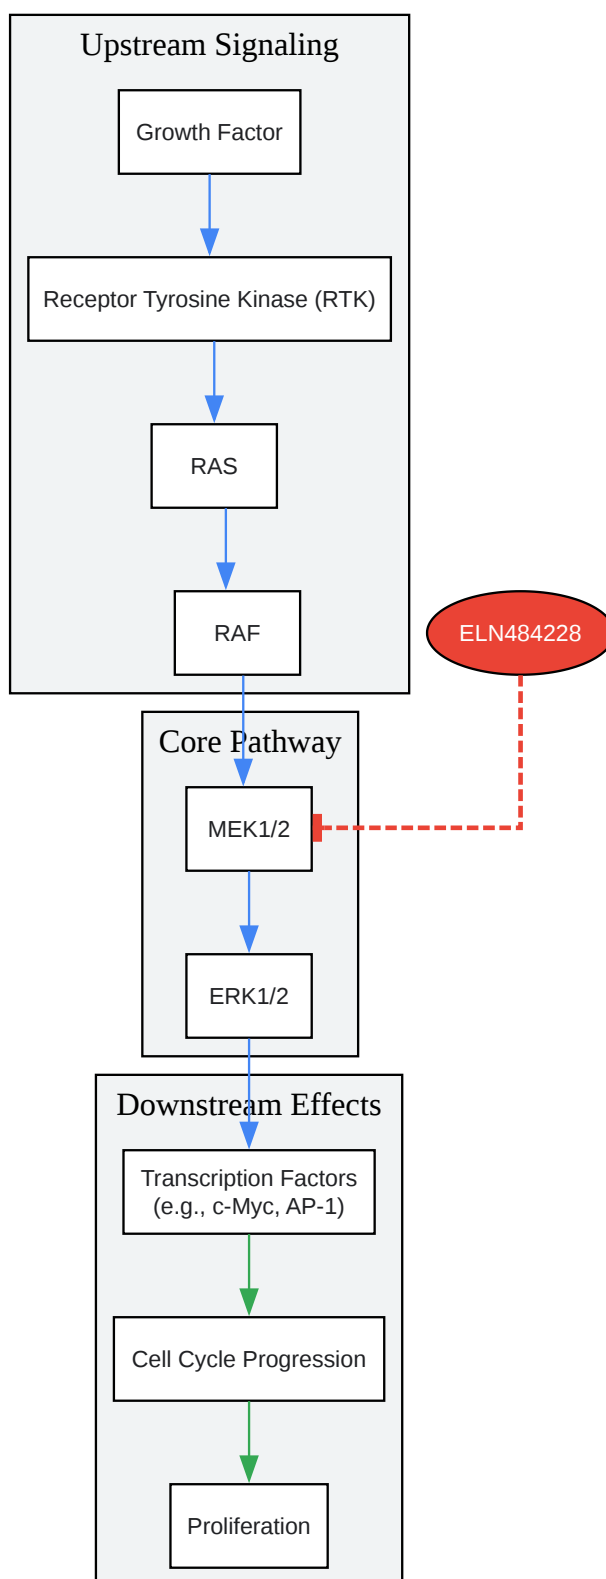 Upstream Signaling
Growth Factor
Receptor Tyrosine Kinase (RTK)
RAS
RAF
ELN484228
Core Pathway
MEK1/2
ERK1/2
Downstream Effects
Transcription Factors
(e.g., c-Myc, AP-1)
Cell Cycle Progression
Proliferation